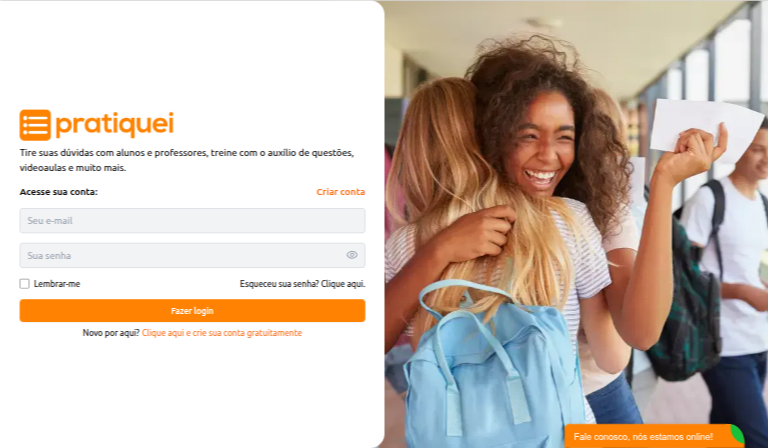 pratiquei
Tire suas dúvidas com alunos e professores, treine com o auxílio de questões,
videoaulas e muito mais.
Acesse sua conta:
Criar conta
Seu e-mail
Sua senha
Lembrar-me
Esqueceu sua senha? Clique aqui.
Fazer login
Novo por aqui? Clique aqui e crie sua conta gratuitamente
Fale conosco, nós estamos online!